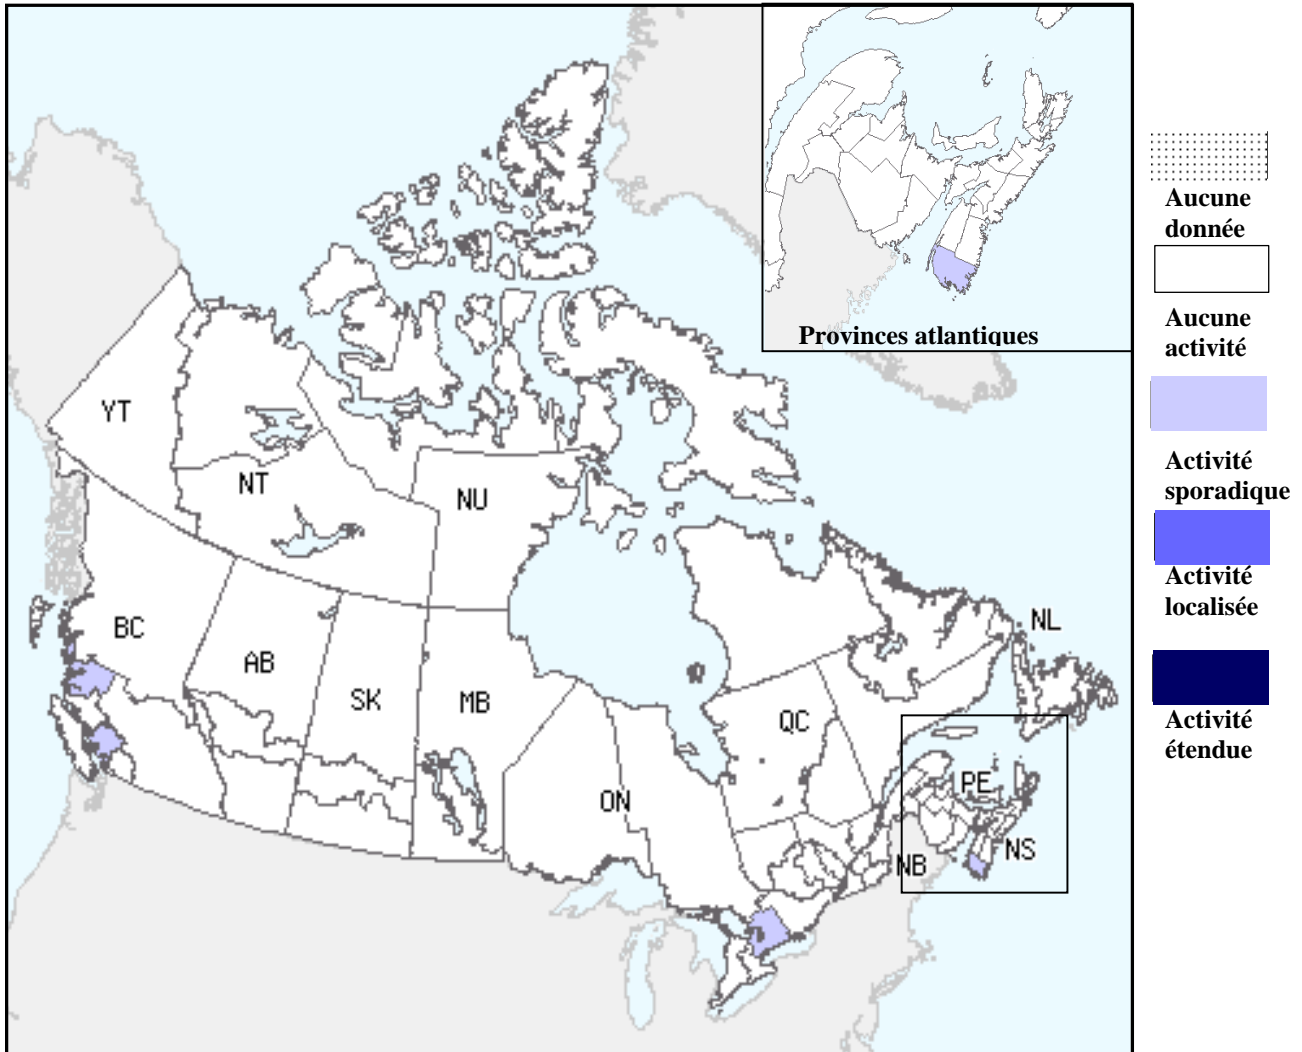 Provinces atlantiques
YT
NT
NU
BC
AB
SK
MB
ON
QC
NL
PE
NB
NS
Aucune
donnée
Aucune
activité
Activité
sporadique
Activité
localisée
Activité
étendue